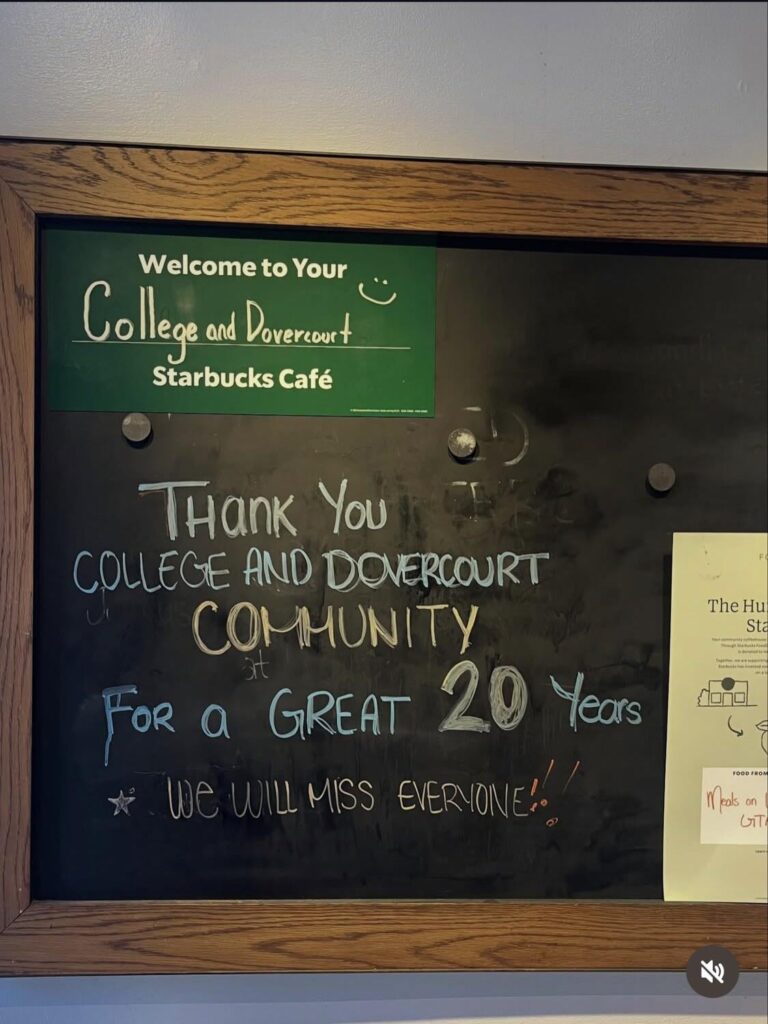 Welcome to Your
College and Dovercourt
Starbucks Café
Thank You
COLLEGE AND DOVERCOURT
COMMUNITY
at
FOR a GREAT 20 Years
WE WILL MISS EVERYONE!!
The Hu
Sta
FOOD FROM
Meals on
GTA